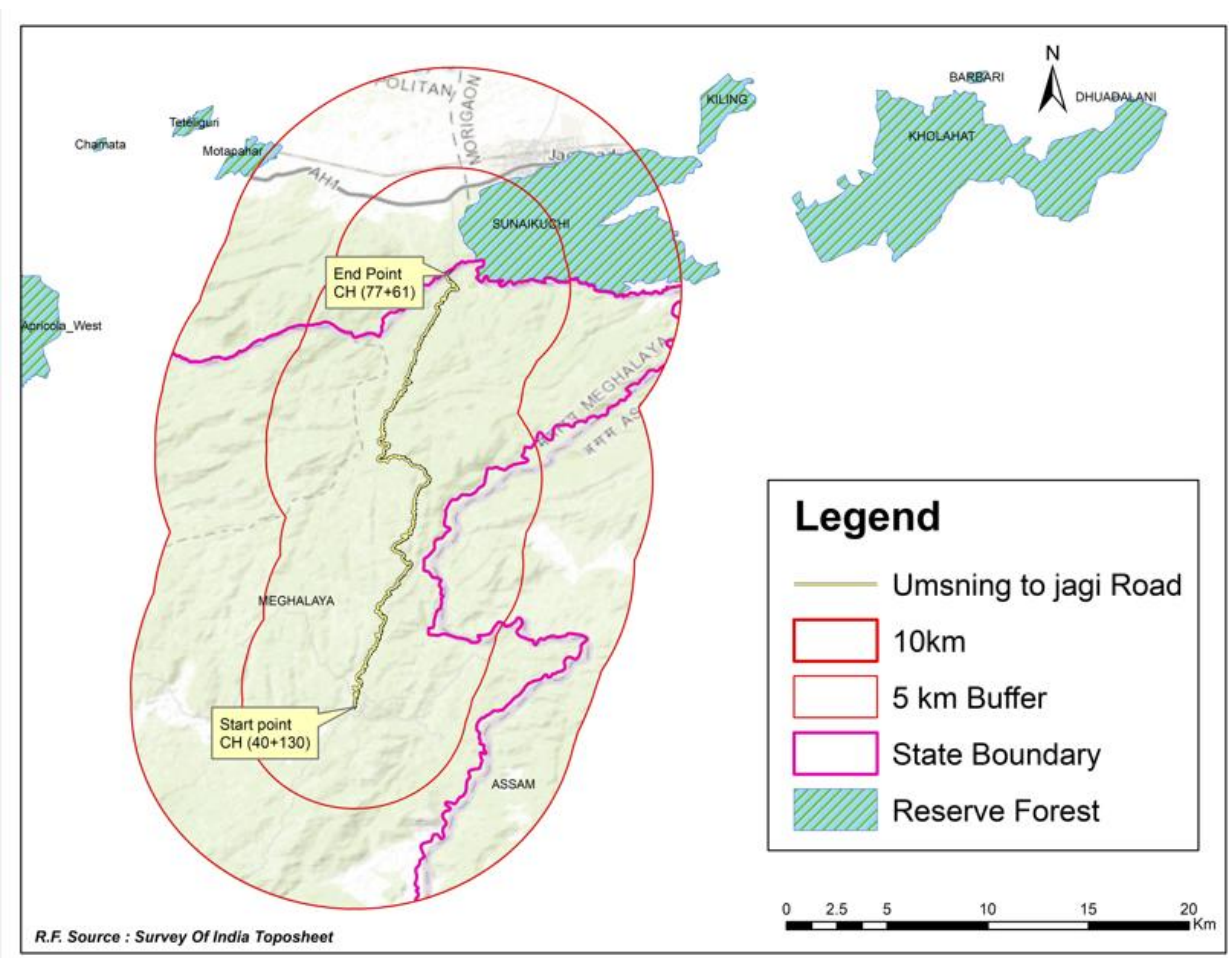 N
POLITAN
MORIGAON
KILING
BARBARI
DHUADALANI
KHOLAHAT
Teteliguri
Chamata
Motapahar
AH1
SUNAIKUCHI
End Point
CH (77+61)
Apricola_West
MEGHALAYA
MEGHALAYA
Start point
CH (40+130)
ASSAM
Legend
Umsning to jagi Road
10km
5 km Buffer
State Boundary
Reserve Forest
0 2.5 5 10 15 20
Km
R.F. Source : Survey Of India Toposheet